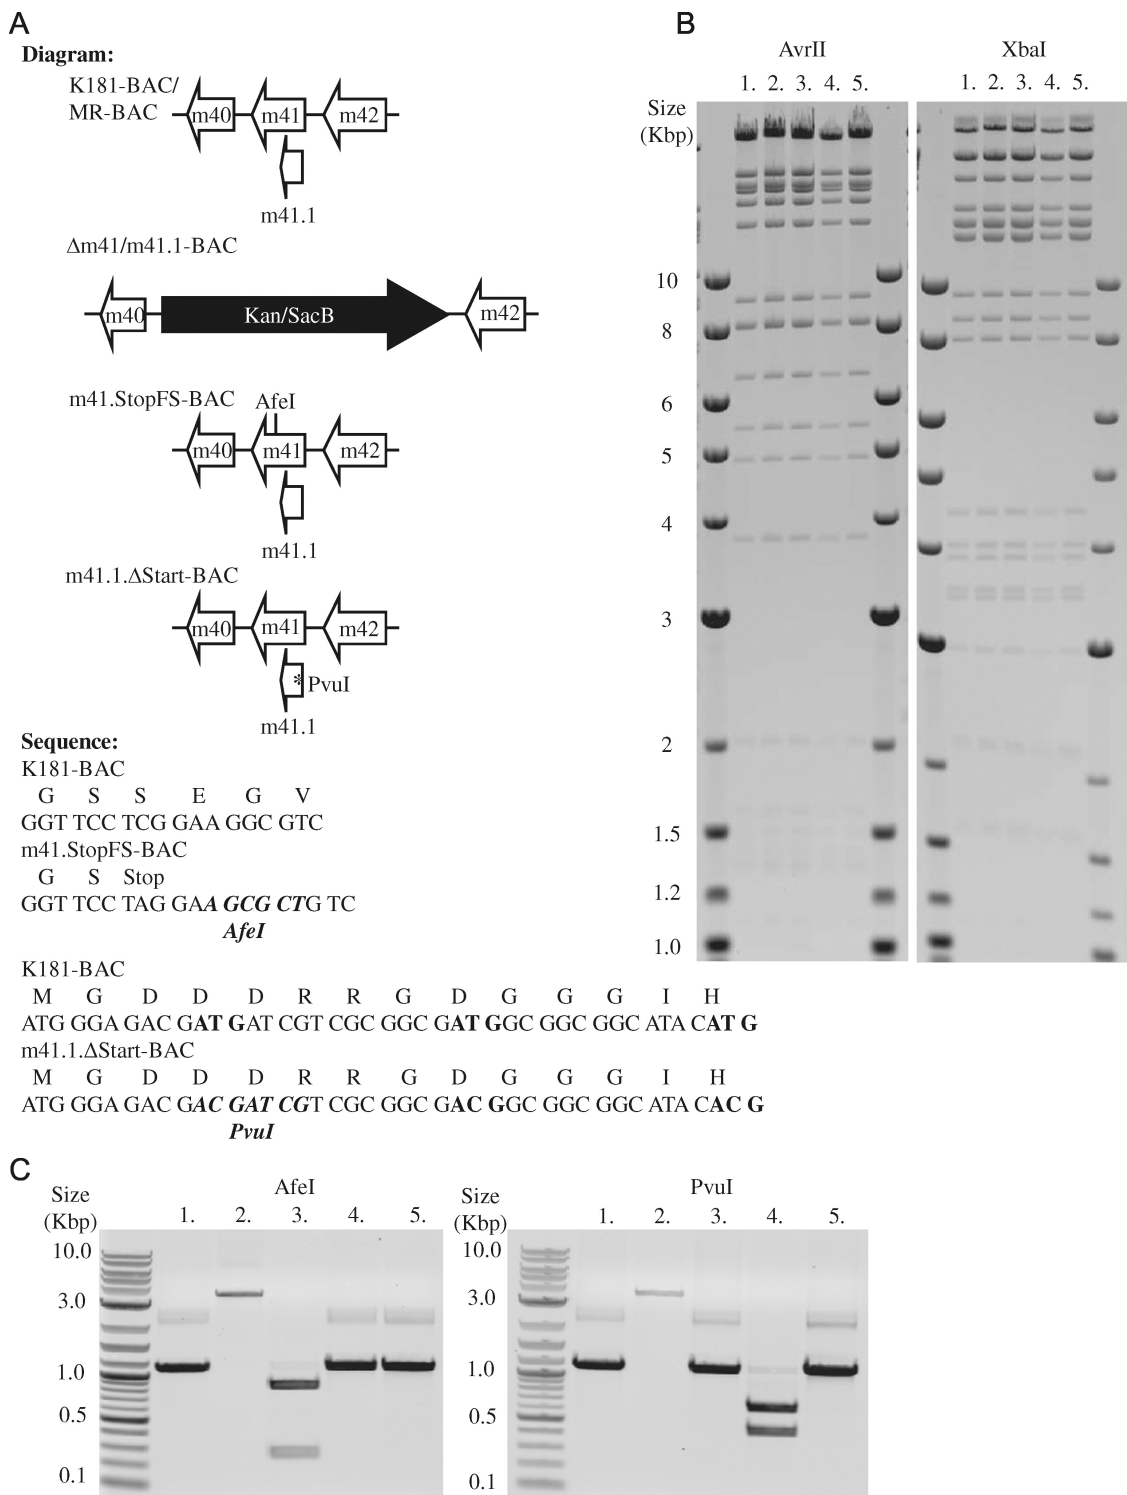 A
Diagram:
K181-BAC/
MR-BAC
m40 m41 m42
m41.1
Δm41/m41.1-BAC
m40 Kan/SacB m42
m41.StopFS-BAC AfeI
m40 m41 m42
m41.1
m41.1.ΔStart-BAC
m40 m41 m42
* PvuI
m41.1
Sequence:
K181-BAC
G S S E G V
GGT TCC TCG GAA GGC GTC
m41.StopFS-BAC
G S Stop
GGT TCC TAG GAA GCG CTG TC
AfeI
K181-BAC
M G D D D R R G D G G G I H
ATG GGA GAC GATG ATCGT CGC GGC GATG GGC GGC GGC ATA CATG
m41.1.ΔStart-BAC
M G D D D R R G D G G G I H
ATG GGA GAC GAC GAT CGT CGC GGC GAC GGC GGC GGC ATA CAC G
PvuI
B
AvrII
1. 2. 3. 4. 5.
Size
(Kbp)
10
8
6
5
4
3
2
1.5
1.2
1.0
XbaI
1. 2. 3. 4. 5.
C
AfeI
Size
(Kbp)
1. 2. 3. 4. 5.
10.0
3.0
1.0
0.5
0.1
PvuI
Size
(Kbp)
1. 2. 3. 4. 5.
10.0
3.0
1.0
0.5
0.1